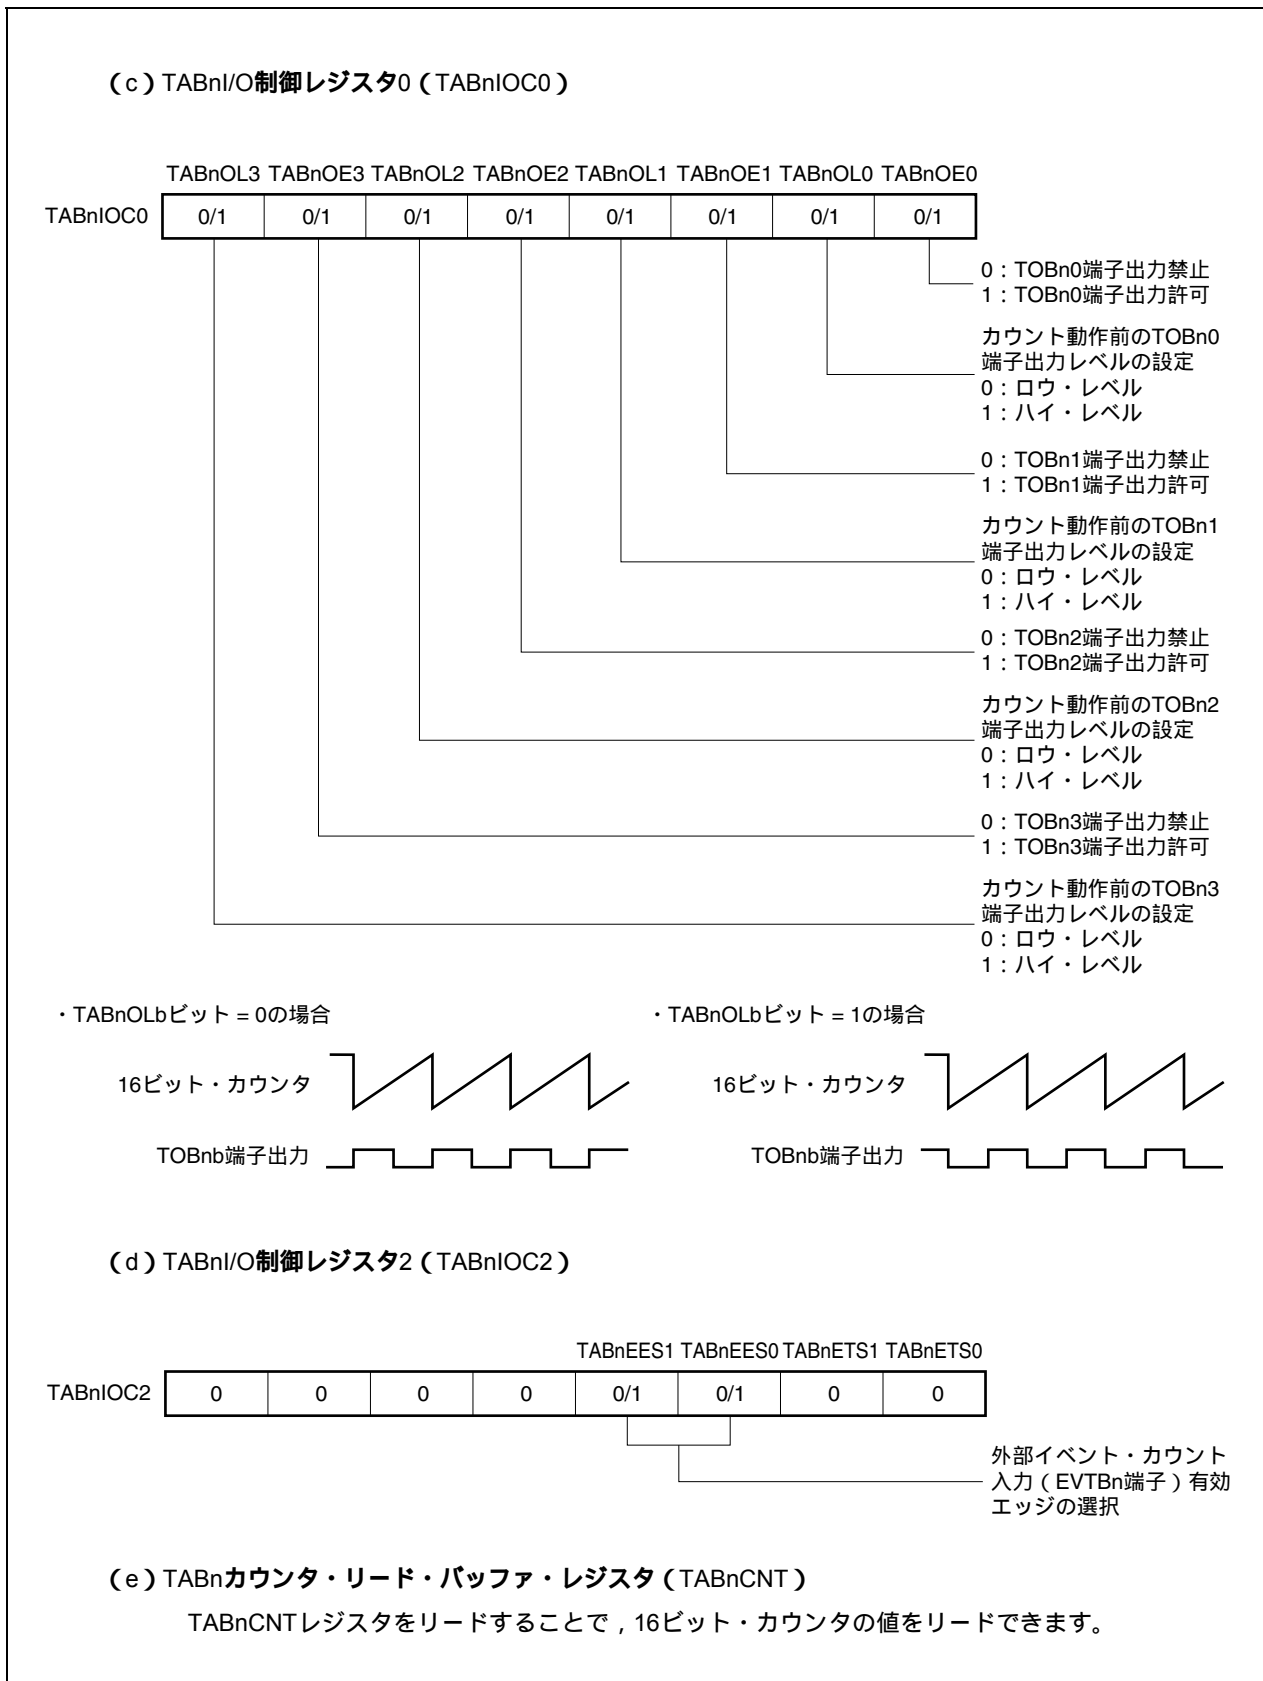 （c）TABnI/O制御レジスタ0（TABnIOC0）
TABnOL3 TABnOE3 TABnOL2 TABnOE2 TABnOL1 TABnOE1 TABnOL0 TABnOE0
TABnIOC0 0/1 0/1 0/1 0/1 0/1 0/1 0/1 0/1
0：TOBn0端子出力禁止
1：TOBn0端子出力許可
カウント動作前のTOBn0
端子出力レベルの設定
0：ロウ・レベル
1：ハイ・レベル
0：TOBn1端子出力禁止
1：TOBn1端子出力許可
カウント動作前のTOBn1
端子出力レベルの設定
0：ロウ・レベル
1：ハイ・レベル
0：TOBn2端子出力禁止
1：TOBn2端子出力許可
カウント動作前のTOBn2
端子出力レベルの設定
0：ロウ・レベル
1：ハイ・レベル
0：TOBn3端子出力禁止
1：TOBn3端子出力許可
カウント動作前のTOBn3
端子出力レベルの設定
0：ロウ・レベル
1：ハイ・レベル
・TABnOLbビット = 0の場合
16ビット・カウンタ
TOBnb端子出力
・TABnOLbビット = 1の場合
16ビット・カウンタ
TOBnb端子出力
（d）TABnI/O制御レジスタ2（TABnIOC2）
TABnEES1 TABnEES0 TABnETS1 TABnETS0
TABnIOC2 0 0 0 0 0/1 0/1 0 0
外部イベント・カウント
入力（EVTBn端子）有効
エッジの選択
（e）TABnカウンタ・リード・バッファ・レジスタ（TABnCNT）
TABnCNTレジスタをリードすることで，16ビット・カウンタの値をリードできます。